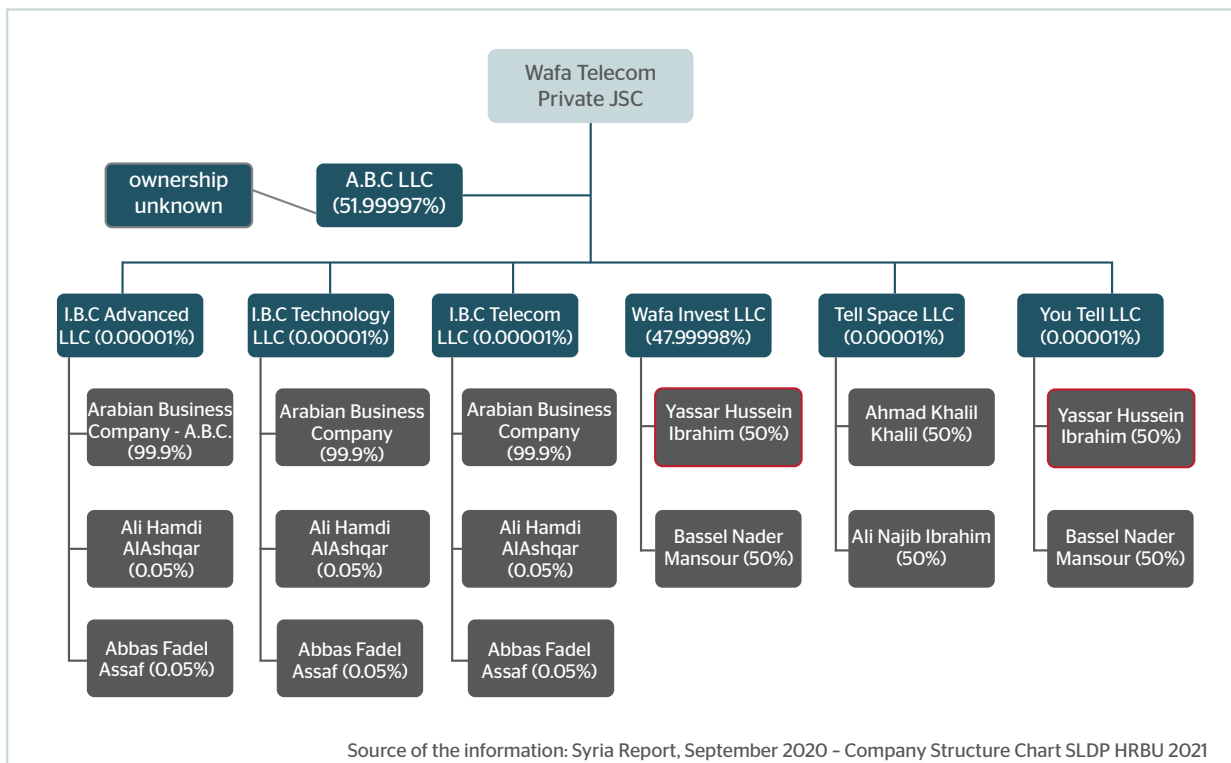 Wafa Telecom
Private JSC
ownership
unknown
A.B.C LLC
(51.99997%)
I.B.C Advanced
LLC (0.00001%)
I.B.C Technology
LLC (0.00001%)
I.B.C Telecom
LLC (0.00001%)
Wafa Invest LLC
(47.99998%)
Tell Space LLC
(0.00001%)
You Tell LLC
(0.00001%)
Arabian Business
Company - A.B.C.
(99.9%)
Arabian Business
Company
(99.9%)
Arabian Business
Company
(99.9%)
Yassar Hussein
Ibrahim (50%)
Ahmad Khalil
Khalil (50%)
Yassar Hussein
Ibrahim (50%)
Ali Hamdi
AlAshqar
(0.05%)
Ali Hamdi
AlAshqar
(0.05%)
Ali Hamdi
AlAshqar
(0.05%)
Bassel Nader
Mansour (50%)
Ali Najib Ibrahim
(50%)
Bassel Nader
Mansour (50%)
Abbas Fadel
Assaf (0.05%)
Abbas Fadel
Assaf (0.05%)
Abbas Fadel
Assaf (0.05%)
Source of the information: Syria Report, September 2020 – Company Structure Chart SLDP HRBU 2021